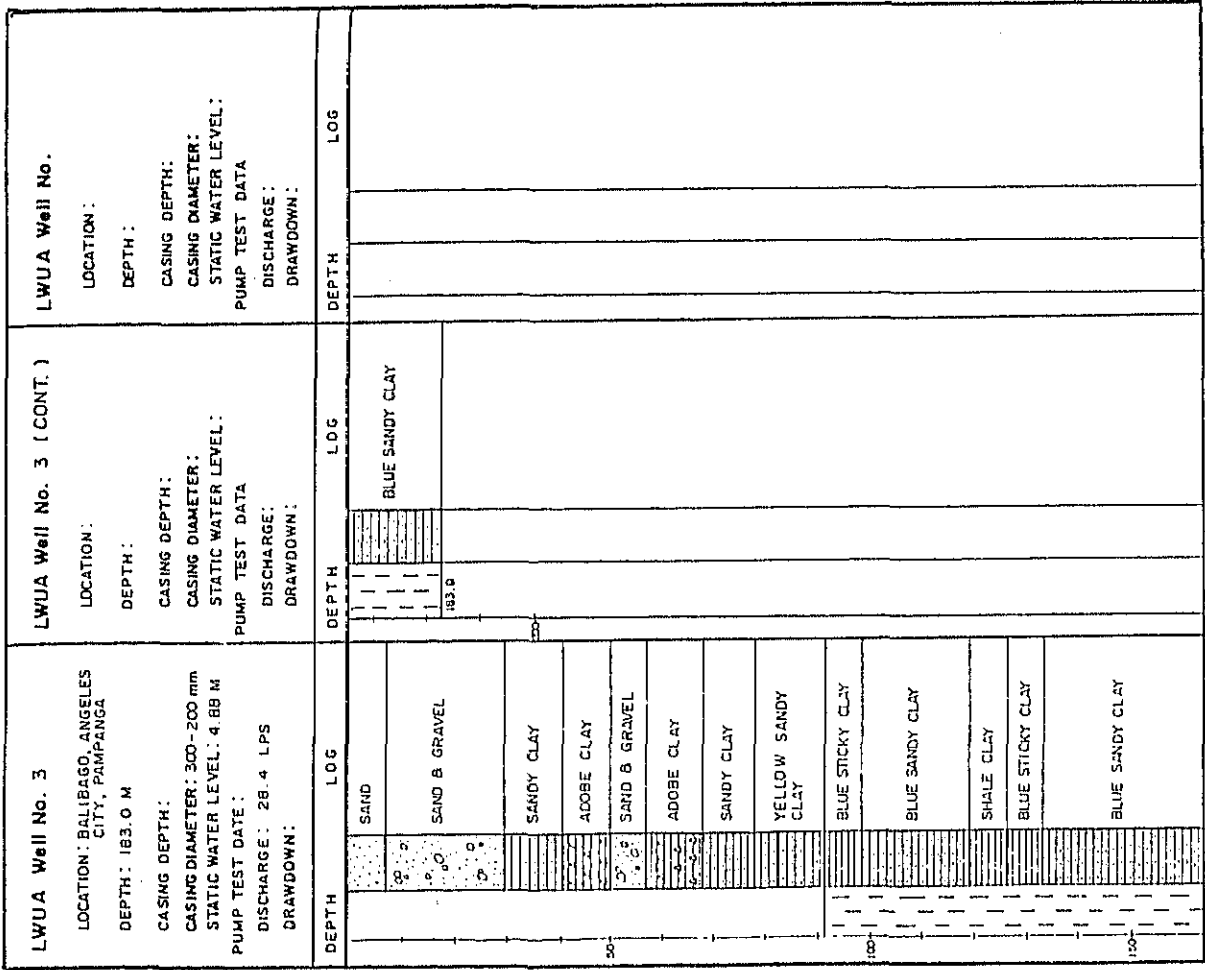 LWUA Well No. 3
LOCATION: BALIBAGO, ANGELES
CITY, PAMPANGA
DEPTH: 183.0 M
CASING DEPTH:
CASING DIAMETER: 300-200 mm
STATIC WATER LEVEL: 4.88 M
PUMP TEST DATE:
DISCHARGE: 28.4 LPS
DRAWDOWN:
DEPTH LOG
SAND
SAND & GRAVEL
SANDY CLAY
ADOBE CLAY
50
SAND & GRAVEL
ADOBE CLAY
SANDY CLAY
YELLOW SANDY
CLAY
BLUE STICKY CLAY
100
BLUE SANDY CLAY
SHALE CLAY
BLUE STICKY CLAY
150
BLUE SANDY CLAY
LWUA Well No. 3 (CONT.)
LOCATION:
DEPTH:
CASING DEPTH:
CASING DIAMETER:
STATIC WATER LEVEL:
PUMP TEST DATA
DISCHARGE:
DRAWDOWN:
DEPTH LOG
BLUE SANDY CLAY
183.0
200
LWUA Well No.
LOCATION:
DEPTH:
CASING DEPTH:
CASING DIAMETER:
STATIC WATER LEVEL:
PUMP TEST DATA
DISCHARGE:
DRAWDOWN:
DEPTH LOG